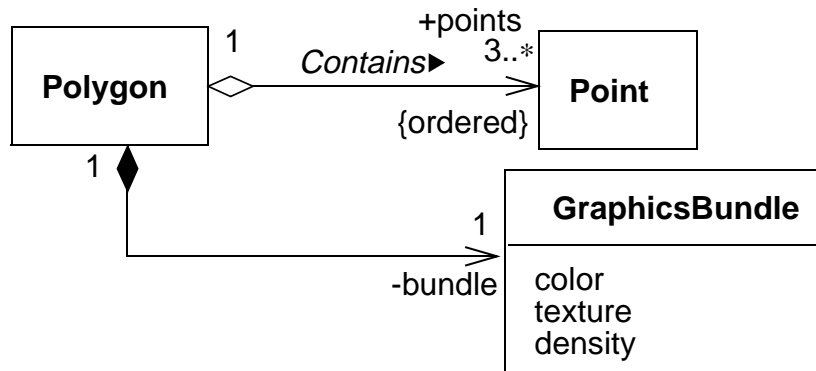 +points
1
3..*
Contains▶
Polygon
Point
{ordered}
1
GraphicsBundle
1
-bundle
color
texture
density